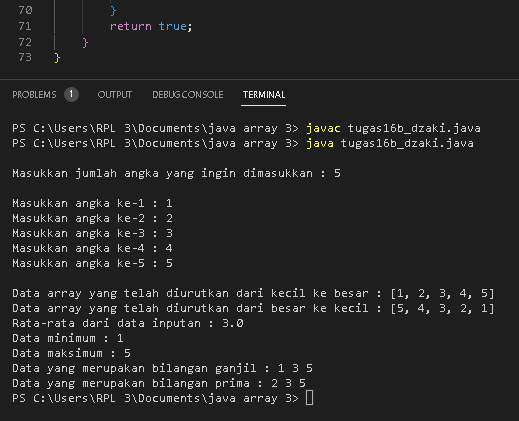 70 }
71 return true;
72 }
73 }
PROBLEMS 1 OUTPUT DEBUG CONSOLE TERMINAL
PS C:\Users\RPL 3\Documents\java array 3> javac tugas16b_dzaki.java
PS C:\Users\RPL 3\Documents\java array 3> java tugas16b_dzaki.java
Masukkan jumlah angka yang ingin dimasukkan : 5
Masukkan angka ke-1 : 1
Masukkan angka ke-2 : 2
Masukkan angka ke-3 : 3
Masukkan angka ke-4 : 4
Masukkan angka ke-5 : 5
Data array yang telah diurutkan dari kecil ke besar : [1, 2, 3, 4, 5]
Data array yang telah diurutkan dari besar ke kecil : [5, 4, 3, 2, 1]
Rata-rata dari data inputan : 3.0
Data minimum : 1
Data maksimum : 5
Data yang merupakan bilangan ganjil : 1 3 5
Data yang merupakan bilangan prima : 2 3 5
PS C:\Users\RPL 3\Documents\java array 3>